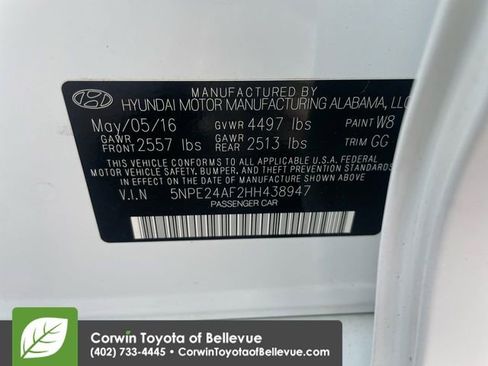 MANUFACTURED BY
HYUNDAI MOTOR MANUFACTURING ALABAMA, LLC
May/05/16 GVWR 4497 lbs PAINT W8
GAWR FRONT 2557 lbs GAWR REAR 2513 lbs TRIM GG
THIS VEHICLE CONFORMS TO ALL APPLICABLE U.S.A. FEDERAL
MOTOR VEHICLE SAFETY, BUMPER, AND THEFT PREVENTION
STANDARDS IN EFFECT ON THE DATE OF MANUFACTURE SHOWN ABOVE.
V.I.N 5NPE24AF2HH438947
PASSENGER CAR
Corwin Toyota of Bellevue
(402) 733-4445 • CorwinToyotaofBellevue.com